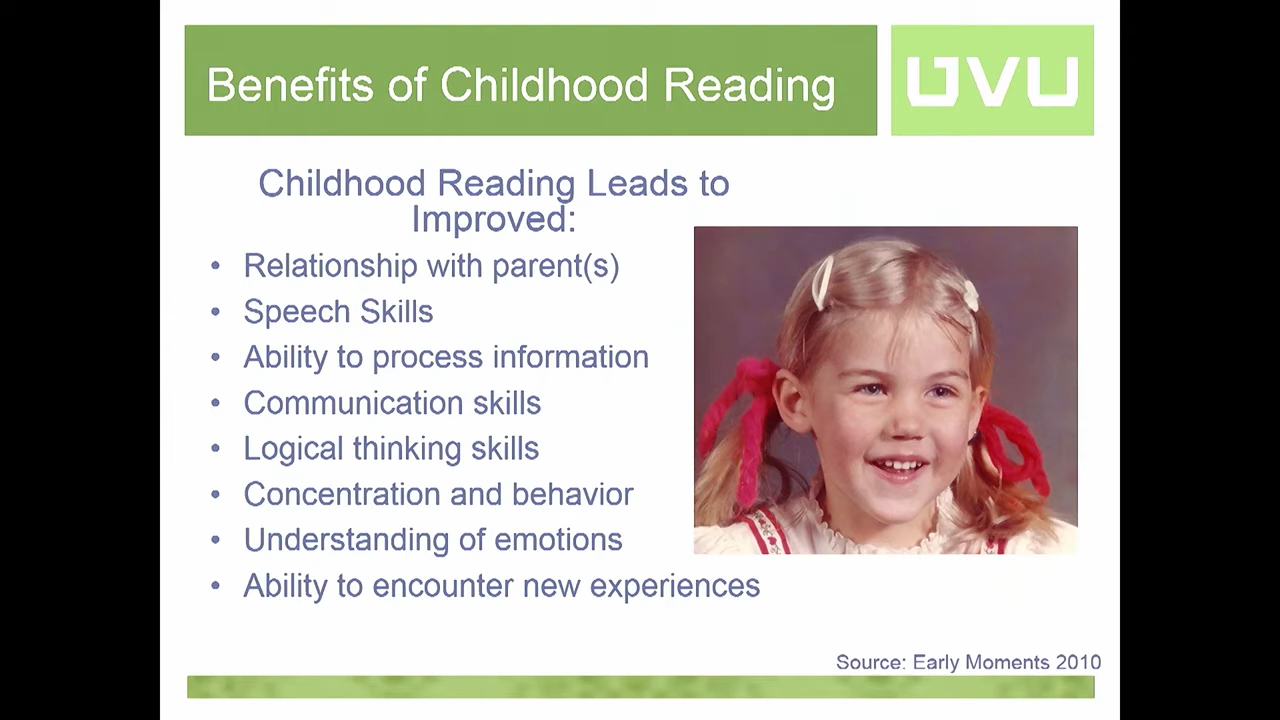 Benefits of Childhood Reading
UVU
Childhood Reading Leads to
Improved:
• Relationship with parent(s)
• Speech Skills
• Ability to process information
• Communication skills
• Logical thinking skills
• Concentration and behavior
• Understanding of emotions
• Ability to encounter new experiences
Source: Early Moments 2010